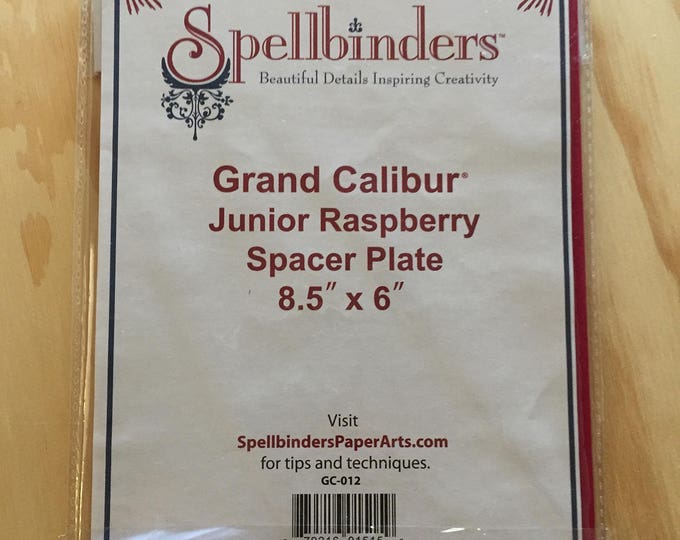 Spellbinders™
Beautiful Details Inspiring Creativity
Grand Calibur®
Junior Raspberry
Spacer Plate
8.5″ x 6″
Visit
SpellbindersPaperArts.com
for tips and techniques.
GC-012